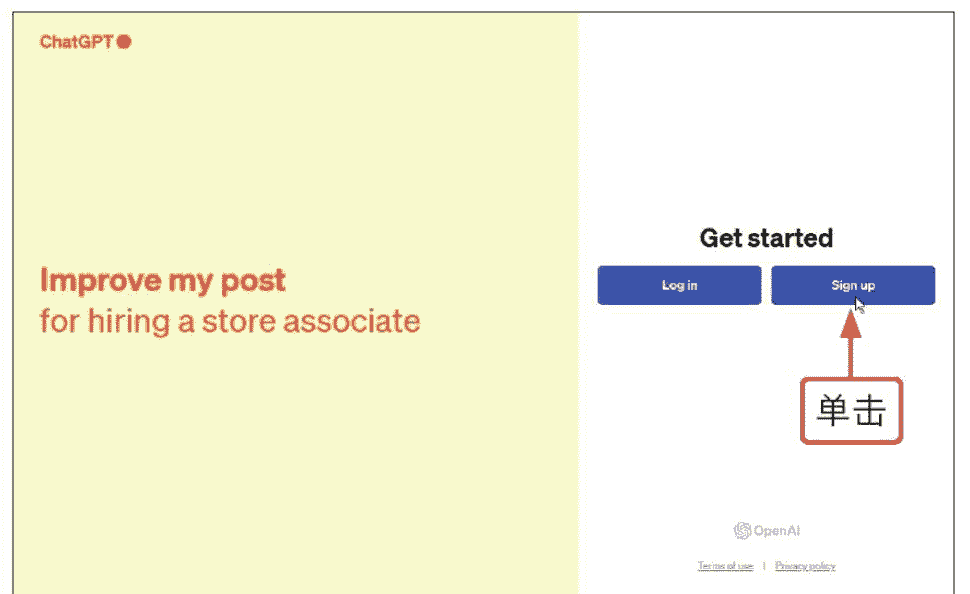 ChatGPT
Improve my post
for hiring a store associate
Get started
Log in
Sign up
单击
OpenAI
Terms of use | Privacy policy